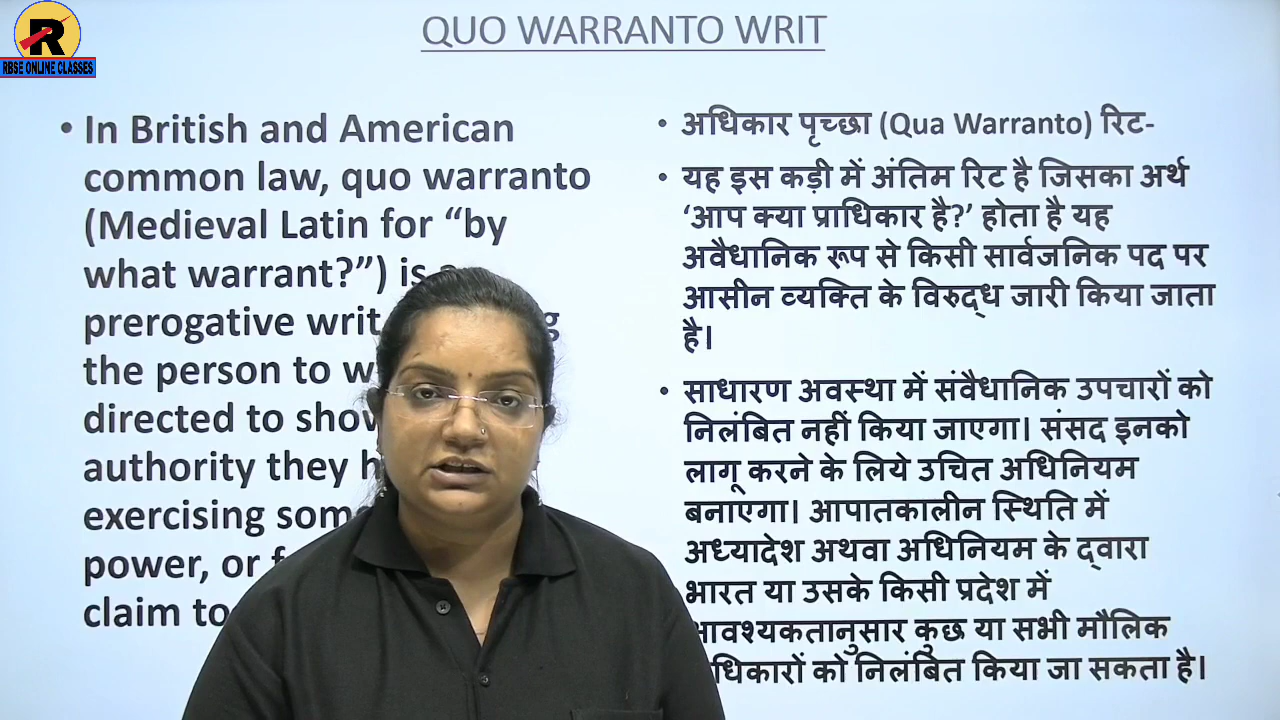 R
RBSE ONLINE CLASSES
QUO WARRANTO WRIT
• In British and American
common law, quo warranto
(Medieval Latin for “by
what warrant?”) is a
prerogative writ
the person to
directed to show
authority they
exercising some
power, or
claim to
• अधिकार पृच्छा (Qua Warranto) रिट-
• यह इस कड़ी में अंतिम रिट है जिसका अर्थ
‘आप क्या प्राधिकार है?’ होता है यह
अवैधानिक रूप से किसी सार्वजनिक पद पर
आसीन व्यक्ति के विरुद्ध जारी किया जाता
है।
• साधारण अवस्था में संवैधानिक उपचारों को
निलंबित नहीं किया जाएगा। संसद इनको
लागू करने के लिये उचित अधिनियम
बनाएगा। आपातकालीन स्थिति में
अध्यादेश अथवा अधिनियम के द्वारा
भारत या उसके किसी प्रदेश में
आवश्यकतानुसार कुछ या सभी मौलिक
अधिकारों को निलंबित किया जा सकता है।